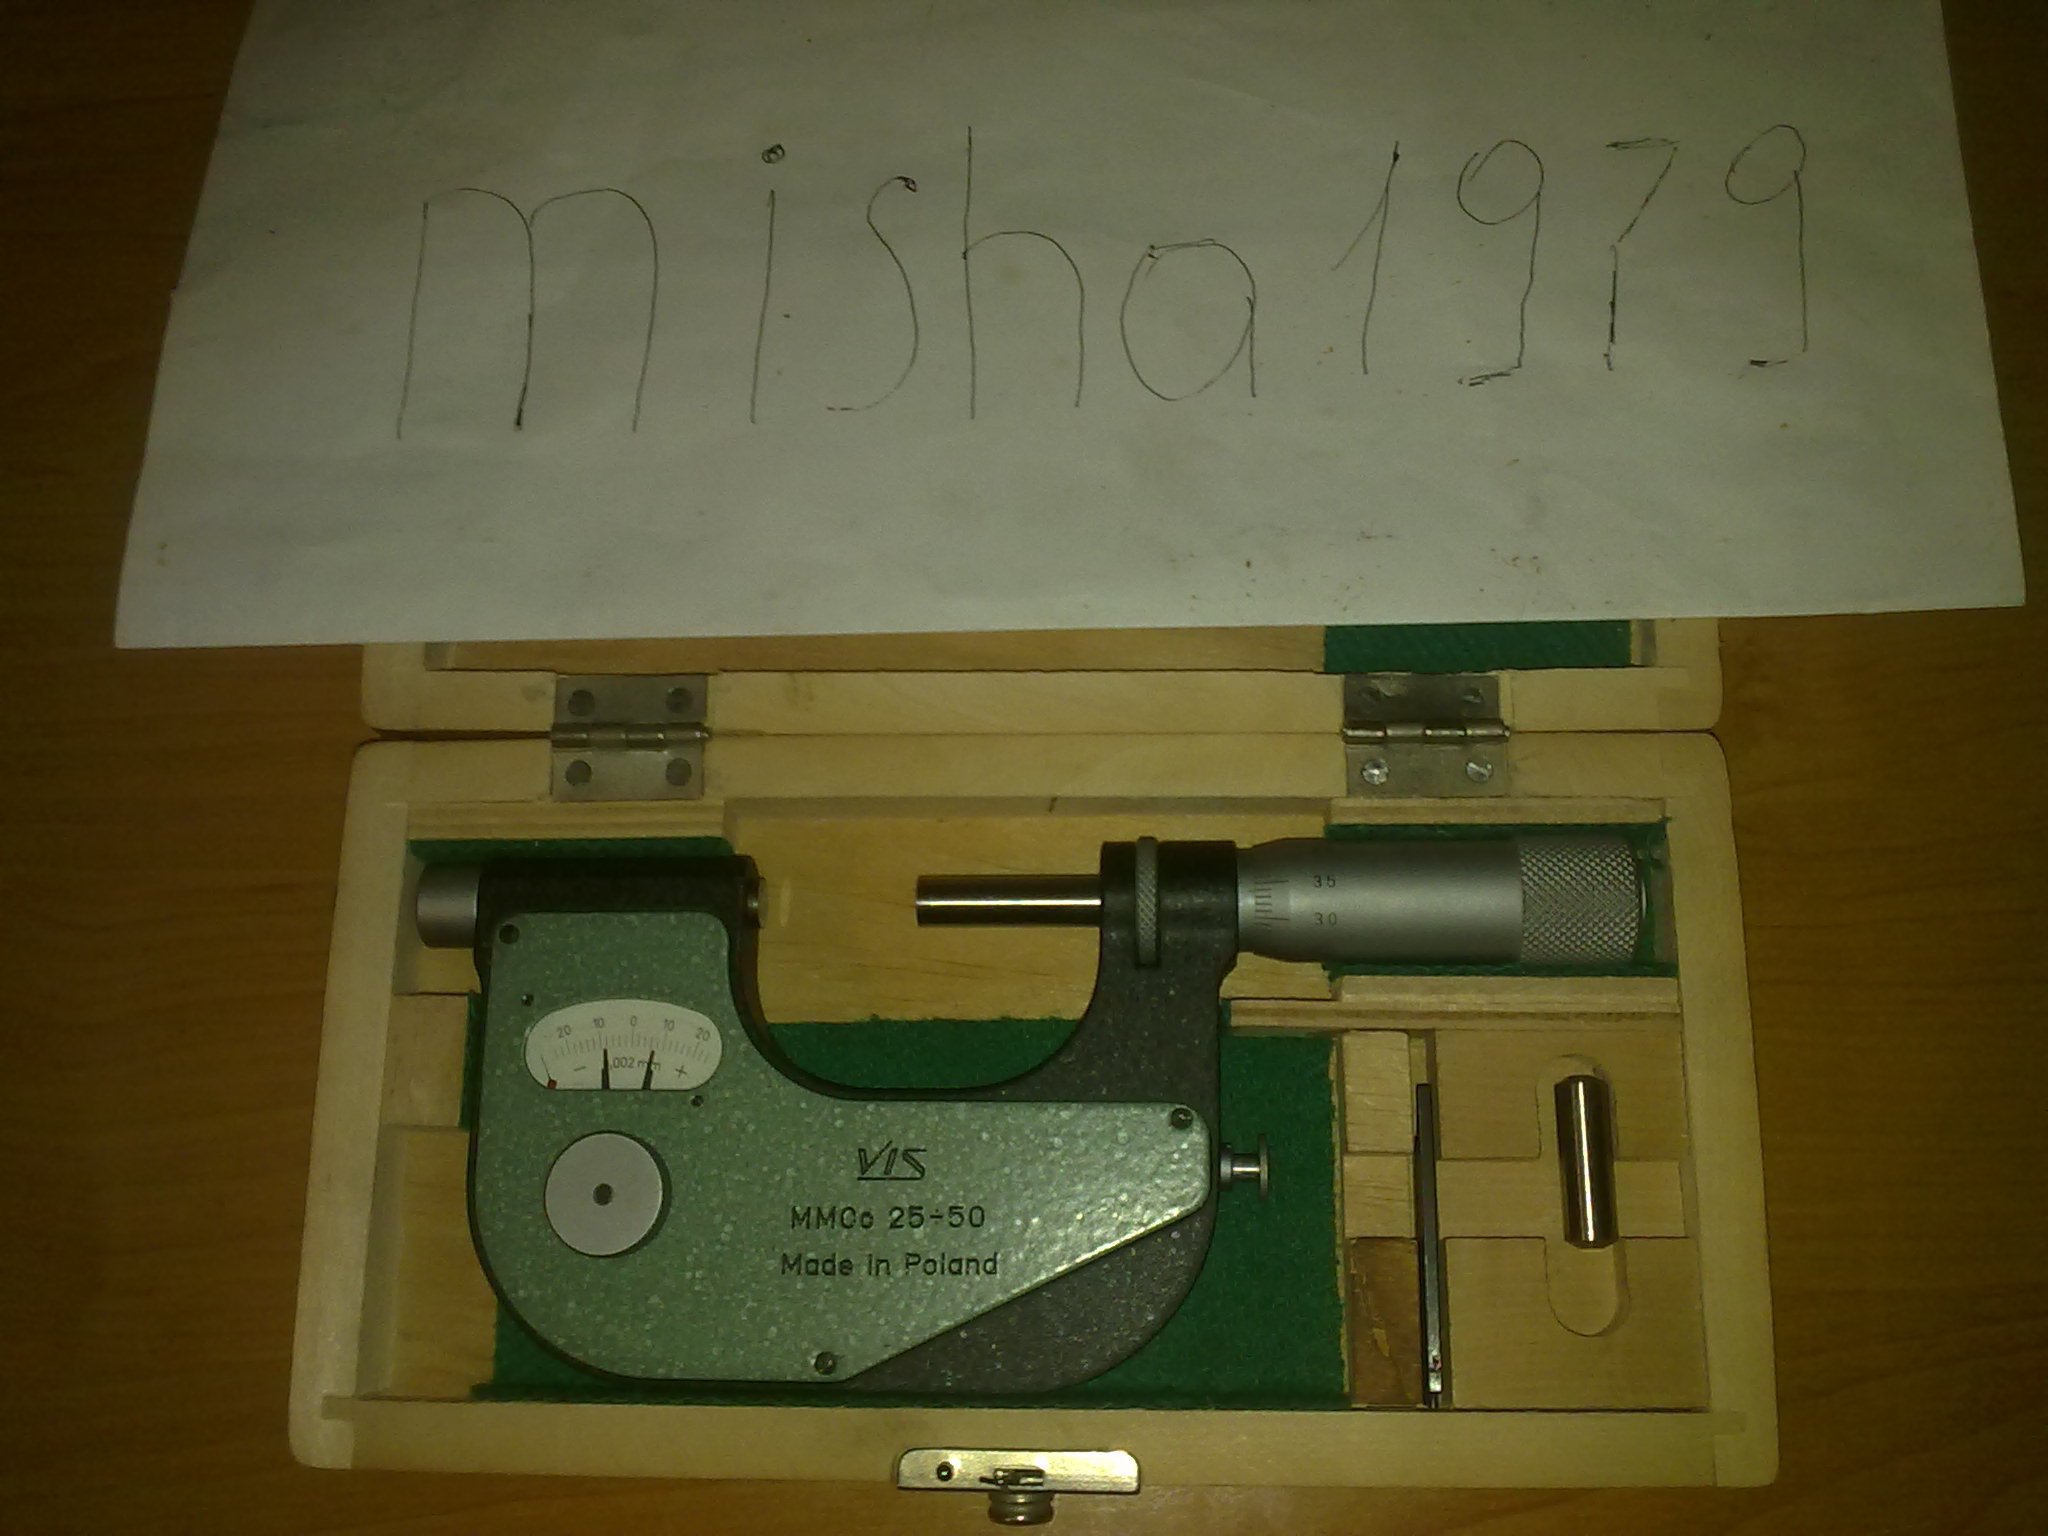 misha1979
35
30
20 10 0 10 20
- .002 mm +
VIS
MMCc 25÷50
Made in Poland